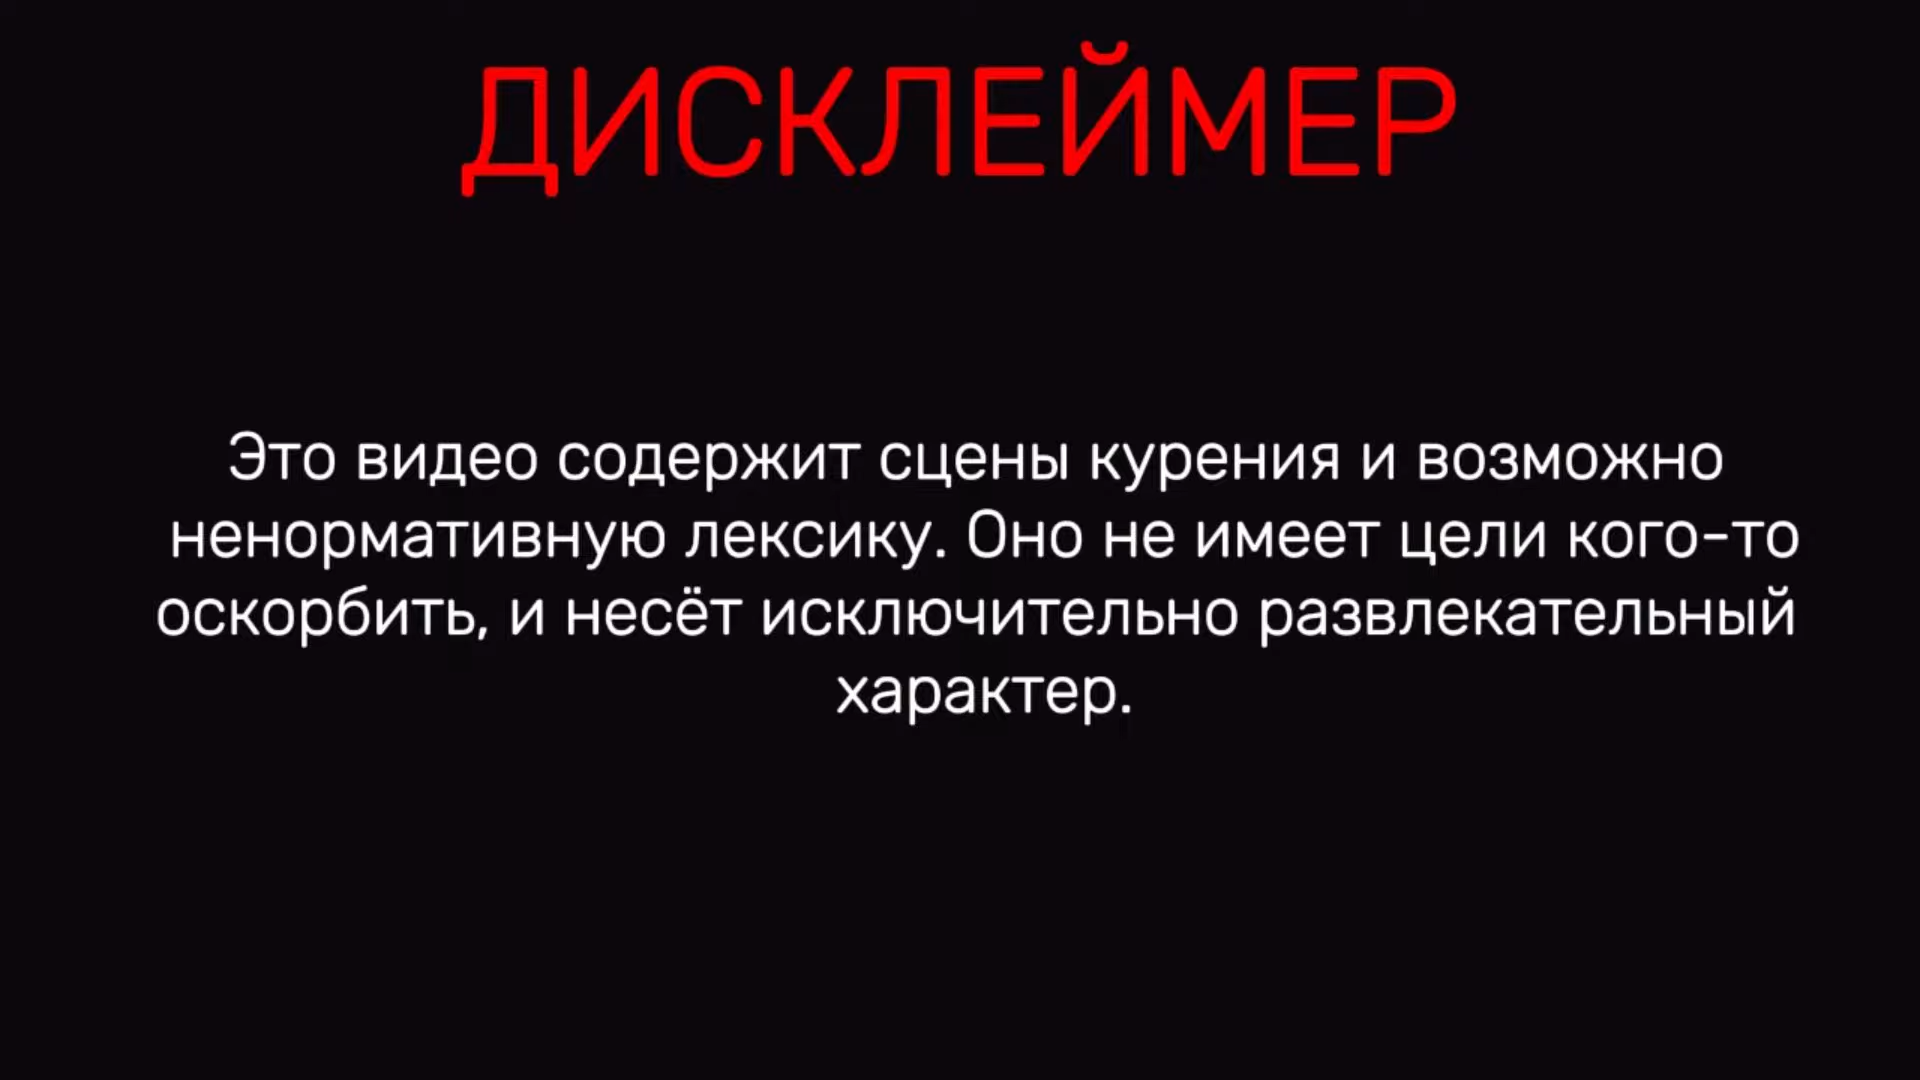 ДИСКЛЕЙМЕР
Это видео содержит сцены курения и возможно
ненормативную лексику. Оно не имеет цели кого-то
оскорбить, и несёт исключительно развлекательный
характер.